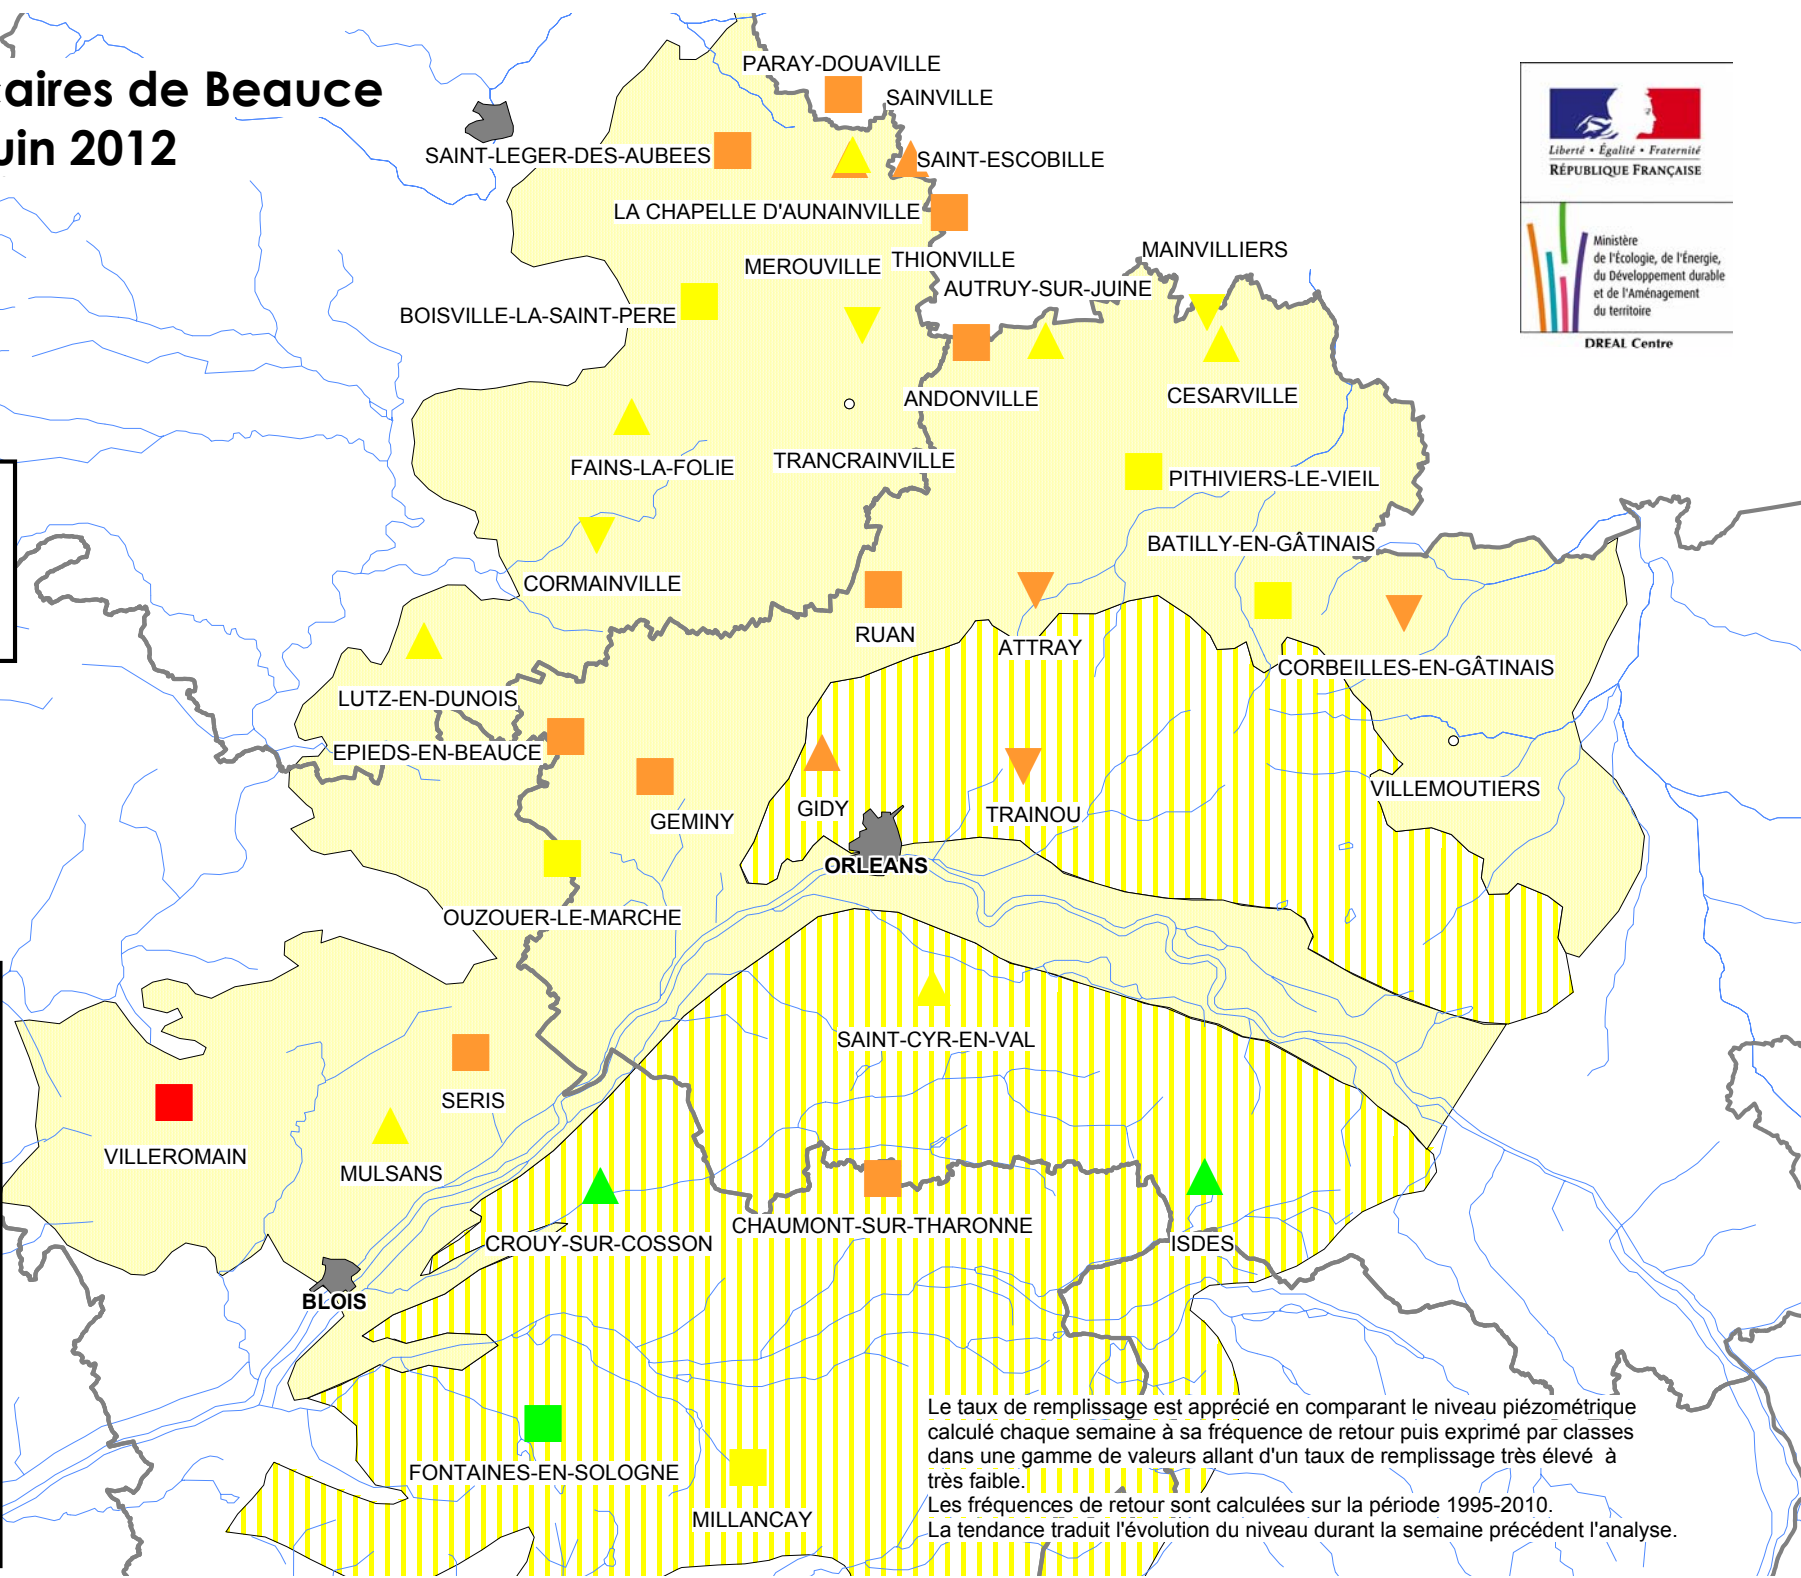 caires de Beauce
uin 2012
PARAY-DOUAVILLE
SAINVILLE
SAINT-LEGER-DES-AUBEES
SAINT-ESCOBILLE
LA CHAPELLE D'AUNAINVILLE
THIONVILLE
MEROUVILLE
MAINVILLIERS
AUTRUY-SUR-JUINE
BOISVILLE-LA-SAINT-PERE
ANDONVILLE
CESARVILLE
FAINS-LA-FOLIE
TRANCRAINVILLE
PITHIVIERS-LE-VIEIL
BATILLY-EN-GÂTINAIS
CORMAINVILLE
RUAN
ATTRAY
CORBEILLES-EN-GÂTINAIS
LUTZ-EN-DUNOIS
EPIEDS-EN-BEAUCE
GEMINY
GIDY
TRAINOU
VILLEMOUTIERS
ORLEANS
OUZOUER-LE-MARCHE
SAINT-CYR-EN-VAL
SERIS
VILLEROMAIN
MULSANS
CROUY-SUR-COSSON
CHAUMONT-SUR-THARONNE
ISDES
BLOIS
FONTAINES-EN-SOLOGNE
MILLANCAY
Liberté • Égalité • Fraternité
RÉPUBLIQUE FRANÇAISE
Ministère
de l'Écologie, de l'Énergie,
du Développement durable
et de l'Aménagement
du territoire
DREAL Centre
Le taux de remplissage est apprécié en comparant le niveau piézométrique
calculé chaque semaine à sa fréquence de retour puis exprimé par classes
dans une gamme de valeurs allant d'un taux de remplissage très élevé à
très faible.
Les fréquences de retour sont calculées sur la période 1995-2010.
La tendance traduit l'évolution du niveau durant la semaine précédent l'analyse.